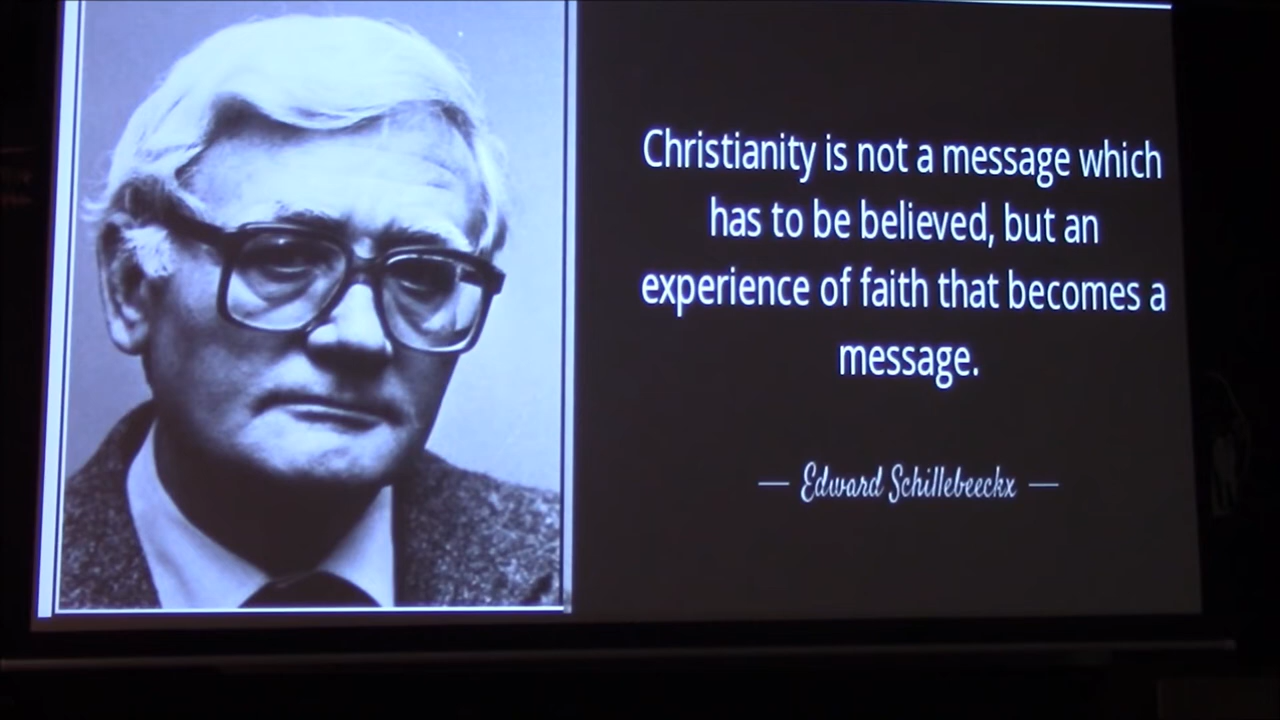 Christianity is not a message which
has to be believed, but an
experience of faith that becomes a
message.
— Edward Schillebeeckx —